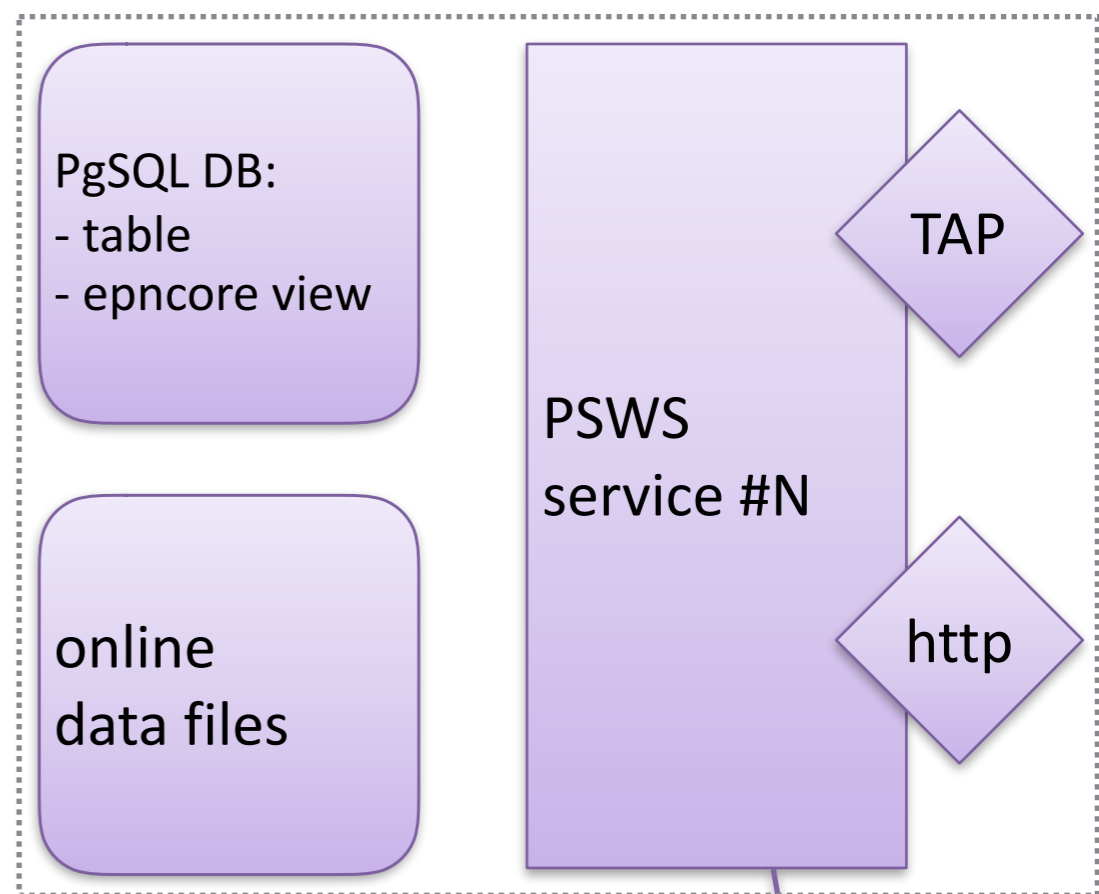 PgSQL DB:
- table
- epncore view
online
data files
PSWS
service #N
TAP
http